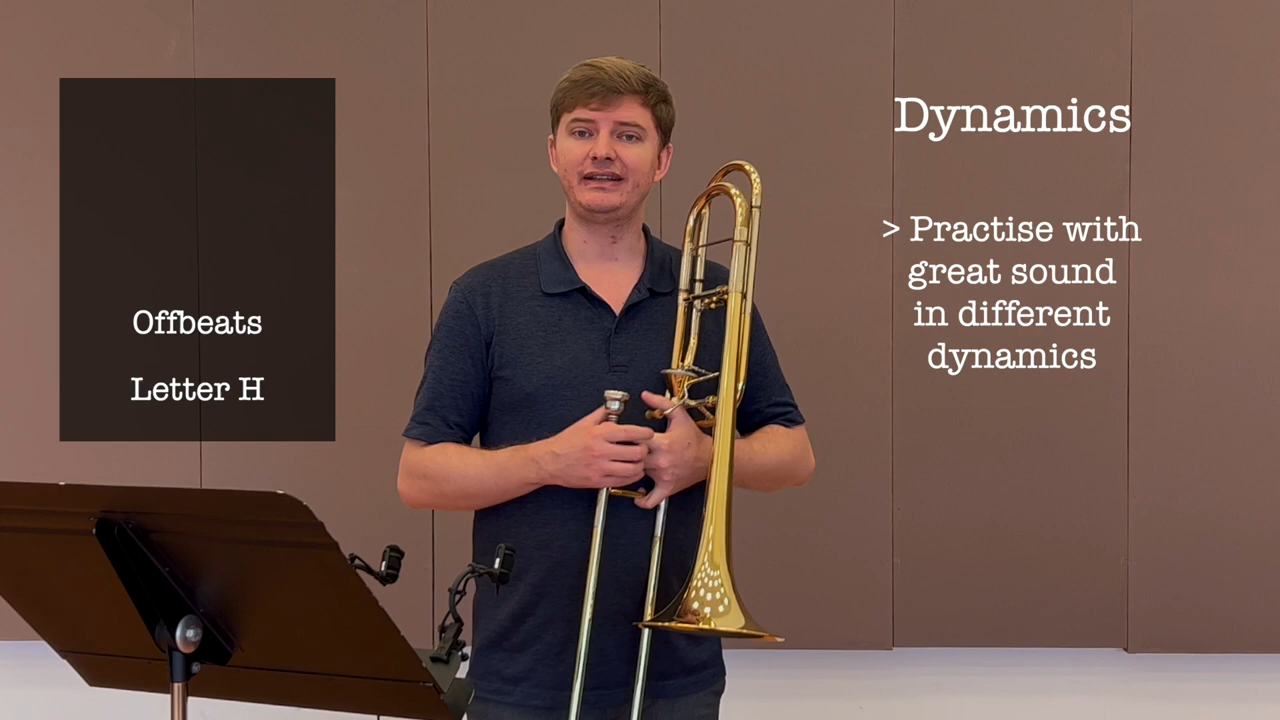 Offbeats
Letter H
Dynamics
> Practise with
great sound
in different
dynamics